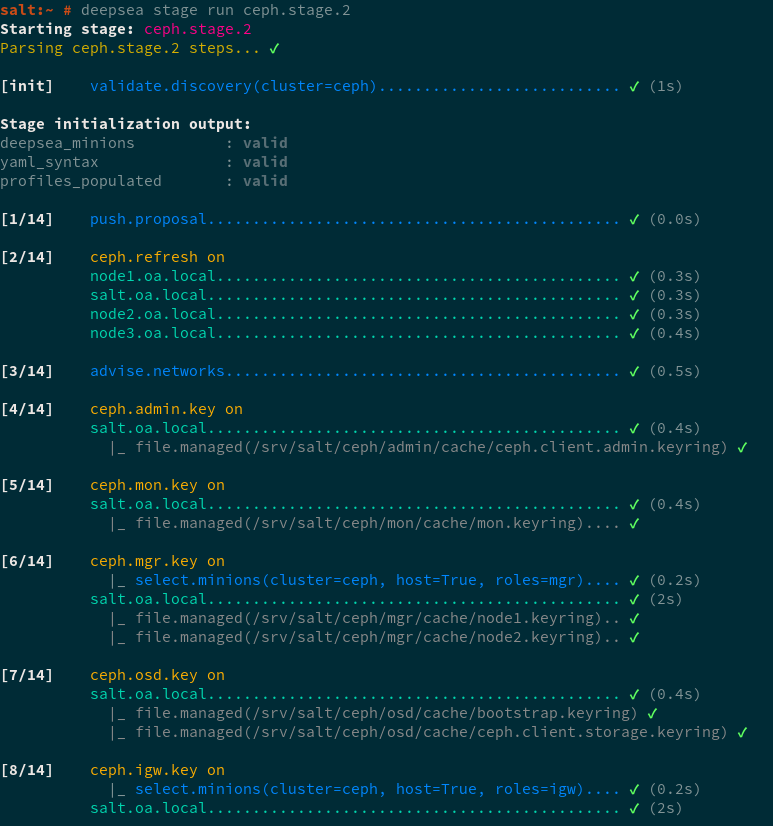 salt:~ # deepsea stage run ceph.stage.2
Starting stage: ceph.stage.2
Parsing ceph.stage.2 steps... ✓
[init] validate.discovery(cluster=ceph)........................... ✓ (1s)
Stage initialization output:
deepsea_minions : valid
yaml_syntax : valid
profiles_populated : valid
[1/14] push.proposal.............................................. ✓ (0.0s)
[2/14] ceph.refresh on
node1.oa.local............................................. ✓ (0.3s)
salt.oa.local.............................................. ✓ (0.3s)
node2.oa.local............................................. ✓ (0.3s)
node3.oa.local............................................. ✓ (0.4s)
[3/14] advise.networks............................................ ✓ (0.5s)
[4/14] ceph.admin.key on
salt.oa.local.............................................. ✓ (0.4s)
|_ file.managed(/srv/salt/ceph/admin/cache/ceph.client.admin.keyring) ✓
[5/14] ceph.mon.key on
salt.oa.local.............................................. ✓ (0.4s)
|_ file.managed(/srv/salt/ceph/mon/cache/mon.keyring).... ✓
[6/14] ceph.mgr.key on
|_ select.minions(cluster=ceph, host=True, roles=mgr).... ✓ (0.2s)
salt.oa.local.............................................. ✓ (2s)
|_ file.managed(/srv/salt/ceph/mgr/cache/node1.keyring).. ✓
|_ file.managed(/srv/salt/ceph/mgr/cache/node2.keyring).. ✓
[7/14] ceph.osd.key on
salt.oa.local.............................................. ✓ (0.4s)
|_ file.managed(/srv/salt/ceph/osd/cache/bootstrap.keyring) ✓
|_ file.managed(/srv/salt/ceph/osd/cache/ceph.client.storage.keyring) ✓
[8/14] ceph.igw.key on
|_ select.minions(cluster=ceph, host=True, roles=igw).... ✓ (0.2s)
salt.oa.local.............................................. ✓ (2s)